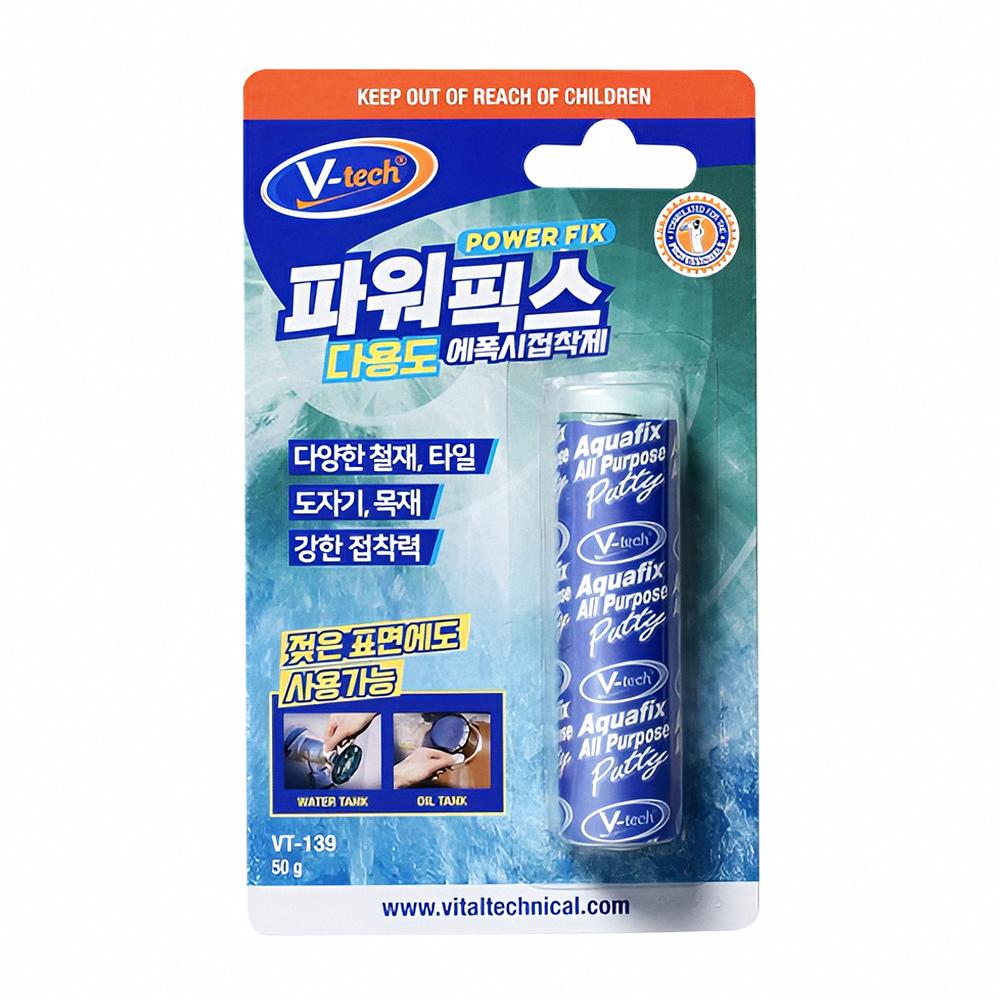 KEEP OUT OF REACH OF CHILDREN
V-tech®
POWER FIX
파워픽스
다용도 에폭시접착제
다양한 철재, 타일
도자기, 목재
강한 접착력
젖은 표면에도
사용가능
WATER TANK
OIL TANK
VT-139
50 g
Aquafix
All Purpose
Putty
V-tech
Aquafix
All Purpose
Putty
V-tech
Aquafix
All Purpose
Putty
V-tech
www.vitaltechnical.com